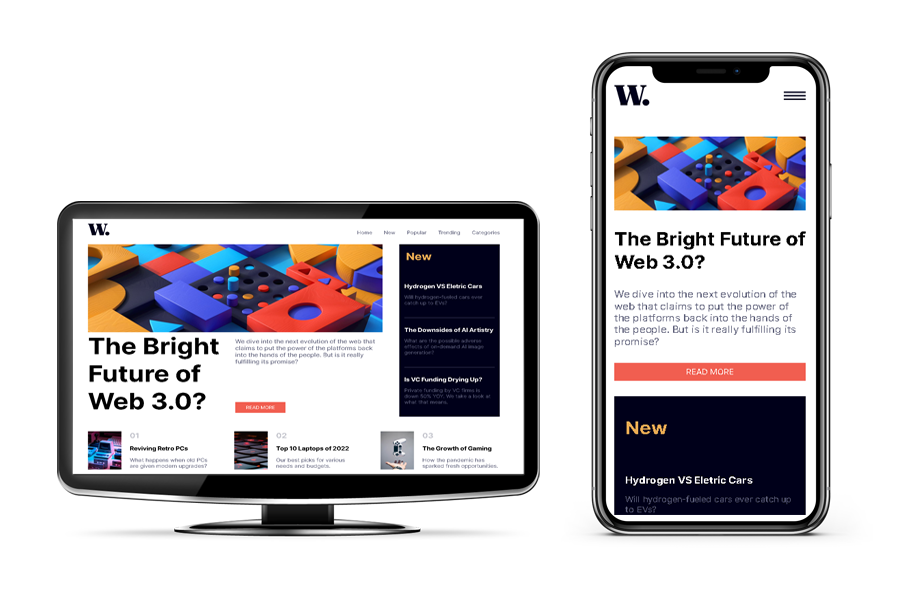 W.
Home New Popular Trending Categories
The Bright
Future of
Web 3.0?
We dive into the next evolution of the web that
claims to put the power of the platforms back
into the hands of the people. But is it really
fulfilling its promise?
READ MORE
New
Hydrogen VS Eletric Cars
Will hydrogen-fueled cars ever
catch up to EVs?
The Downsides of AI Artistry
What are the possible adverse
effects of on-demand AI image
generation?
Is VC Funding Drying Up?
Private funding by VC firms is
down 50% YOY. We take a look at
what that means.
01
Reviving Retro PCs
What happens when old PCs
are given modern upgrades?
02
Top 10 Laptops of 2022
Our best picks for various
needs and budgets.
03
The Growth of Gaming
How the pandemic has
sparked fresh opportunities.
W.
The Bright Future of
Web 3.0?
We dive into the next evolution of the
web that claims to put the power of
the platforms back into the hands of
the people. But is it really fulfilling its
promise?
READ MORE
New
Hydrogen VS Eletric Cars
Will hydrogen-fueled cars ever catch up
to EVs?